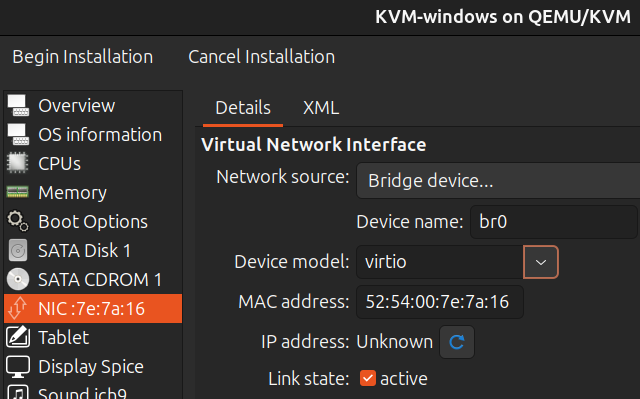 KVM-windows on QEMU/KVM
Begin Installation Cancel Installation
Overview
OS information
CPUs
Memory
Boot Options
SATA Disk 1
SATA CDROM 1
NIC :7e:7a:16
Tablet
Display Spice
Sound ich9
Details XML
Virtual Network Interface
Network source: Bridge device...
Device name: br0
Device model: virtio
MAC address: 52:54:00:7e:7a:16
IP address: Unknown
Link state: active